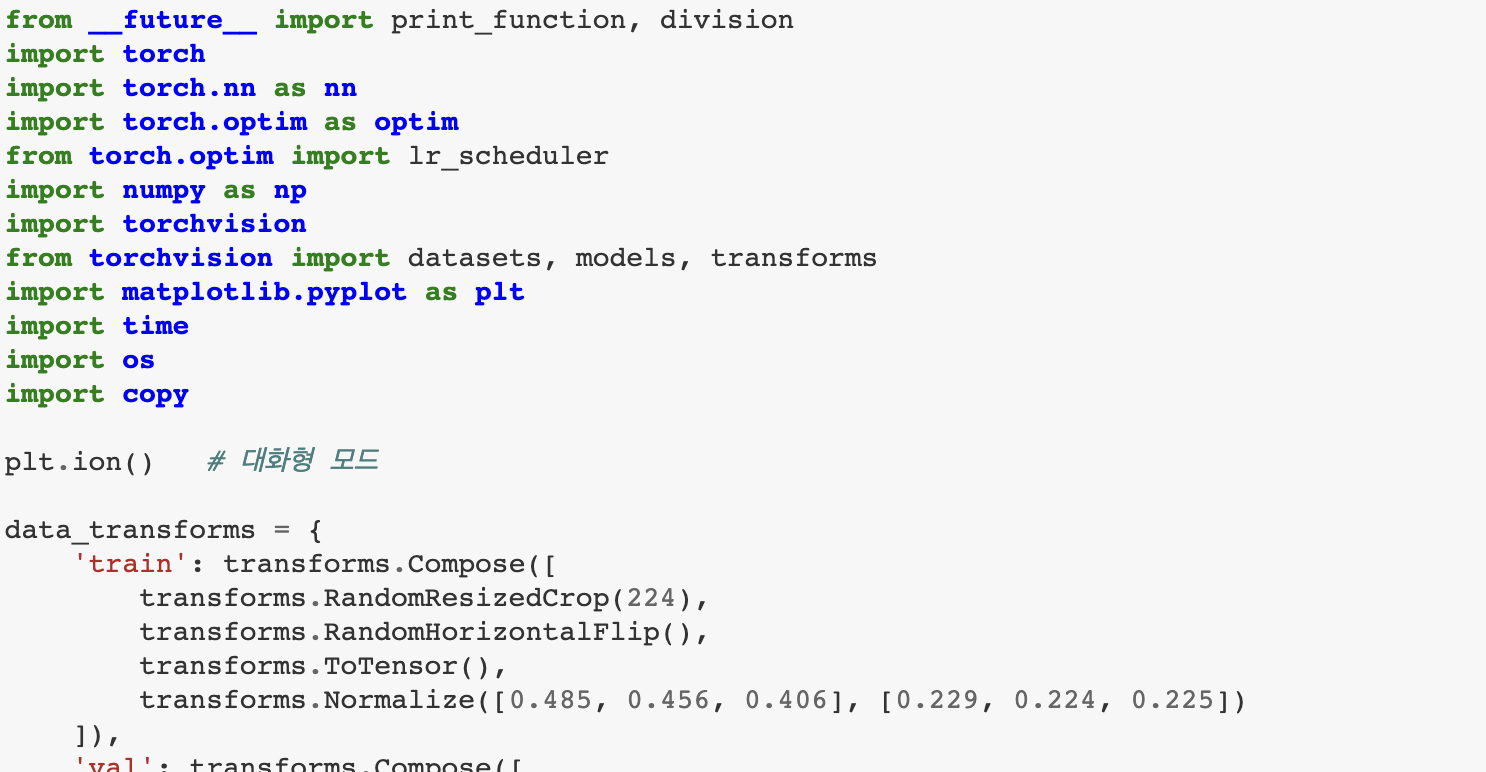 from __future__ import print_function, division
import torch
import torch.nn as nn
import torch.optim as optim
from torch.optim import lr_scheduler
import numpy as np
import torchvision
from torchvision import datasets, models, transforms
import matplotlib.pyplot as plt
import time
import os
import copy

plt.ion()   # 대화형 모드

data_transforms = {
    'train': transforms.Compose([
        transforms.RandomResizedCrop(224),
        transforms.RandomHorizontalFlip(),
        transforms.ToTensor(),
        transforms.Normalize([0.485, 0.456, 0.406], [0.229, 0.224, 0.225])
    ]),
    'val': transforms.Compose([